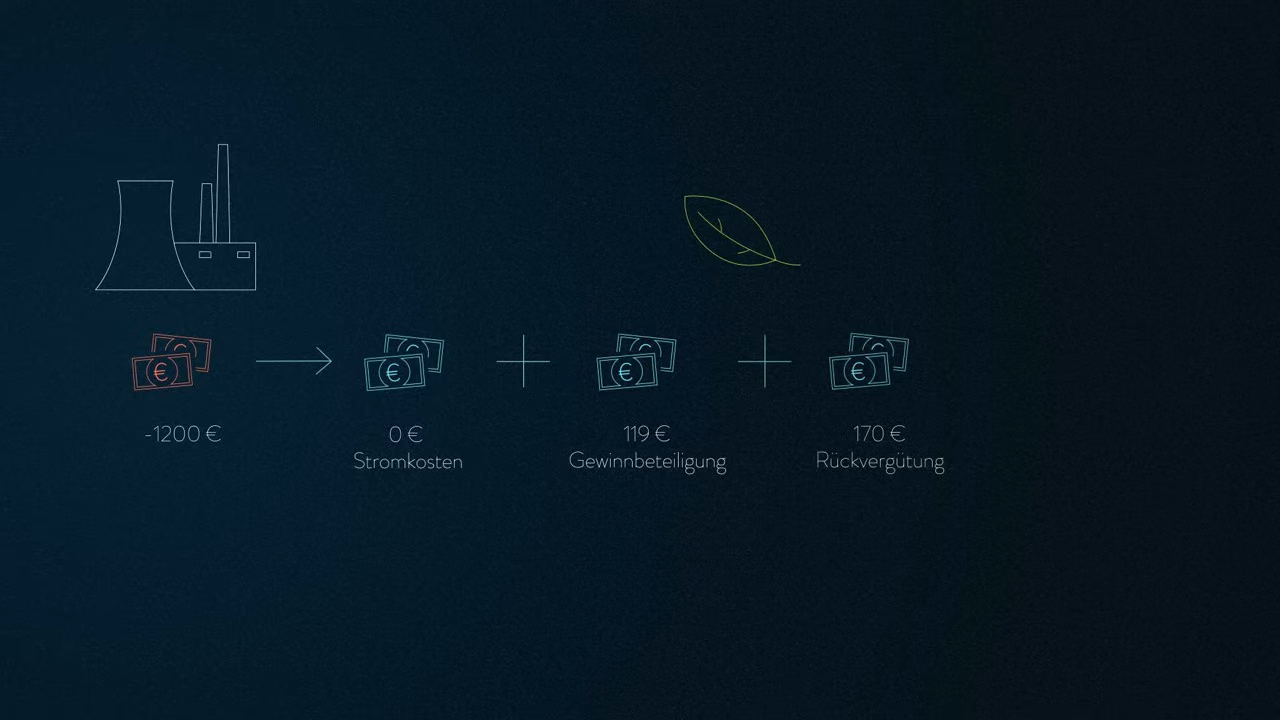 -1200 €
0 €
Stromkosten
119 €
Gewinnbeteiligung
170 €
Rückvergütung